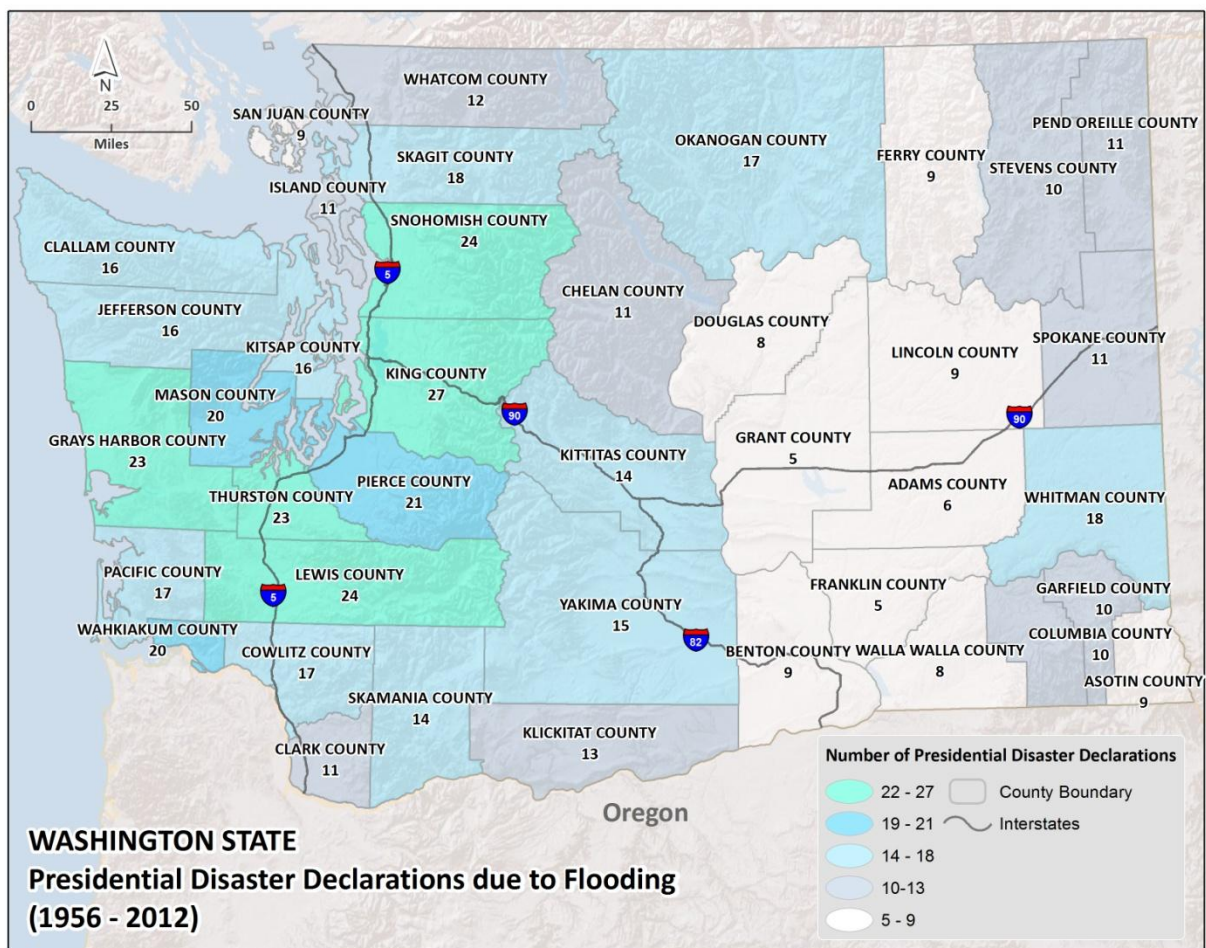 N
0 25 50
Miles
WHATCOM COUNTY
12
SAN JUAN COUNTY
9
SKAGIT COUNTY
18
ISLAND COUNTY
11
OKANOGAN COUNTY
17
FERRY COUNTY
9
PEND OREILLE COUNTY
11
STEVENS COUNTY
10
SNOHOMISH COUNTY
24
CLALLAM COUNTY
16
5
CHELAN COUNTY
11
JEFFERSON COUNTY
16
DOUGLAS COUNTY
8
KITSAP COUNTY
16
LINCOLN COUNTY
9
SPOKANE COUNTY
11
KING COUNTY
27
MASON COUNTY
20
90
90
GRAYS HARBOR COUNTY
23
GRANT COUNTY
5
KITTITAS COUNTY
14
PIERCE COUNTY
21
THURSTON COUNTY
23
ADAMS COUNTY
6
WHITMAN COUNTY
18
PACIFIC COUNTY
17
LEWIS COUNTY
24
5
YAKIMA COUNTY
15
FRANKLIN COUNTY
5
GARFIELD COUNTY
10
WAHKIAKUM COUNTY
20
82
COLUMBIA COUNTY
10
COWLITZ COUNTY
17
BENTON COUNTY
9
WALLA WALLA COUNTY
8
ASOTIN COUNTY
9
SKAMANIA COUNTY
14
KLICKITAT COUNTY
13
CLARK COUNTY
11
Oregon
Number of Presidential Disaster Declarations
22 - 27 County Boundary
19 - 21 Interstates
14 - 18
10-13
5 - 9
WASHINGTON STATE
Presidential Disaster Declarations due to Flooding
(1956 - 2012)